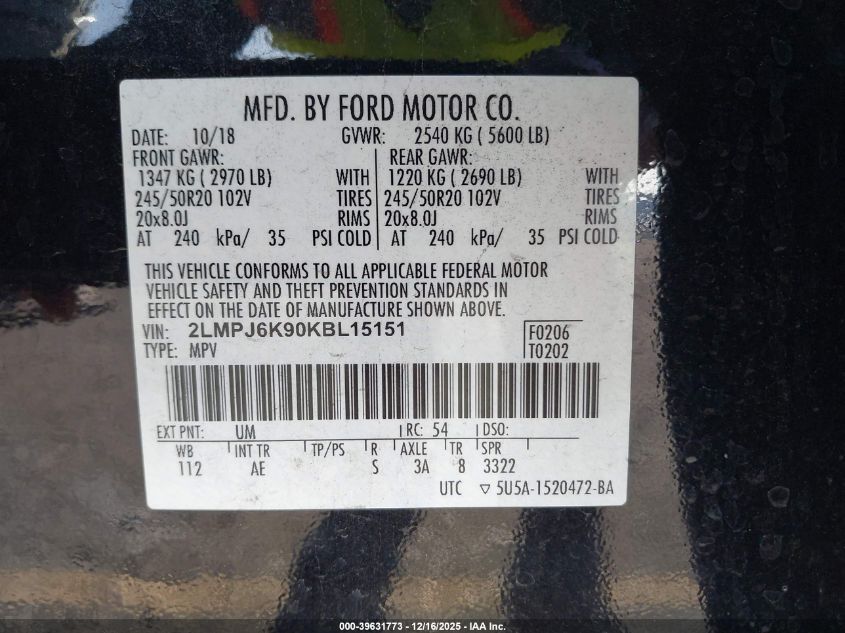 MFD. BY FORD MOTOR CO.
DATE: 10/18 GVWR: 2540 KG ( 5600 LB)
FRONT GAWR: REAR GAWR:
1347 KG ( 2970 LB) WITH 1220 KG ( 2690 LB) WITH
245/50R20 102V TIRES 245/50R20 102V TIRES
20x8.0J RIMS 20x8.0J RIMS
AT 240 kPa/ 35 PSI COLD AT 240 kPa/ 35 PSI COLD
THIS VEHICLE CONFORMS TO ALL APPLICABLE FEDERAL MOTOR
VEHICLE SAFETY AND THEFT PREVENTION STANDARDS IN
EFFECT ON THE DATE OF MANUFACTURE SHOWN ABOVE.
VIN: 2LMPJ6K90KBL15151 F0206
TYPE: MPV T0202
EXT PNT: UM RC: 54 DSO:
WB INT TR TP/PS R AXLE TR SPR
112 AE S 3A 8 3322
UTC ▽ 5U5A-1520472-BA
000-39631773 - 12/16/2025 - IAA Inc.